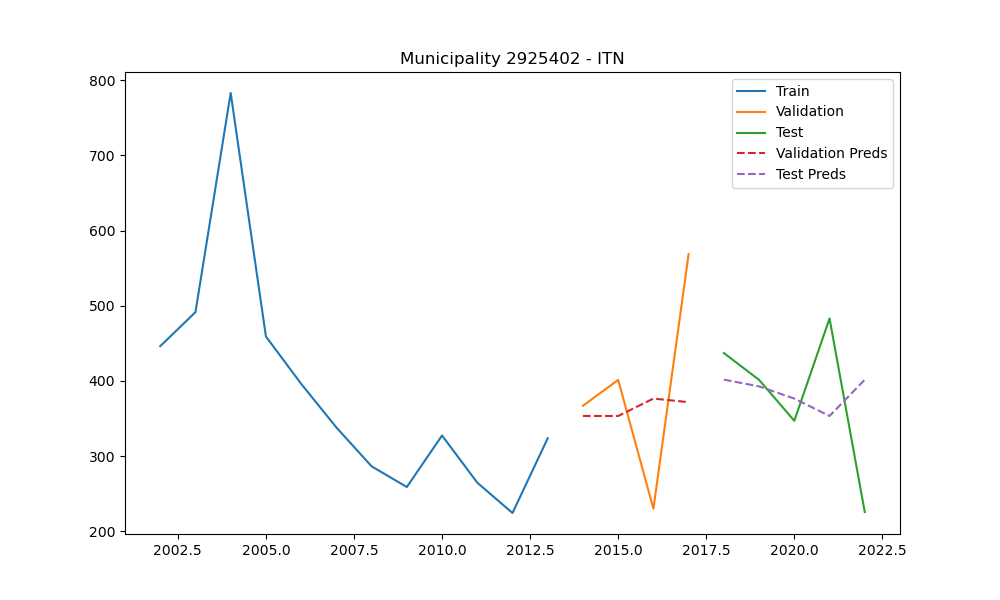 Municipality 2925402 - ITN
800
700
600
500
400
300
200
Train
Validation
Test
Validation Preds
Test Preds
2002.5 2005.0 2007.5 2010.0 2012.5 2015.0 2017.5 2020.0 2022.5